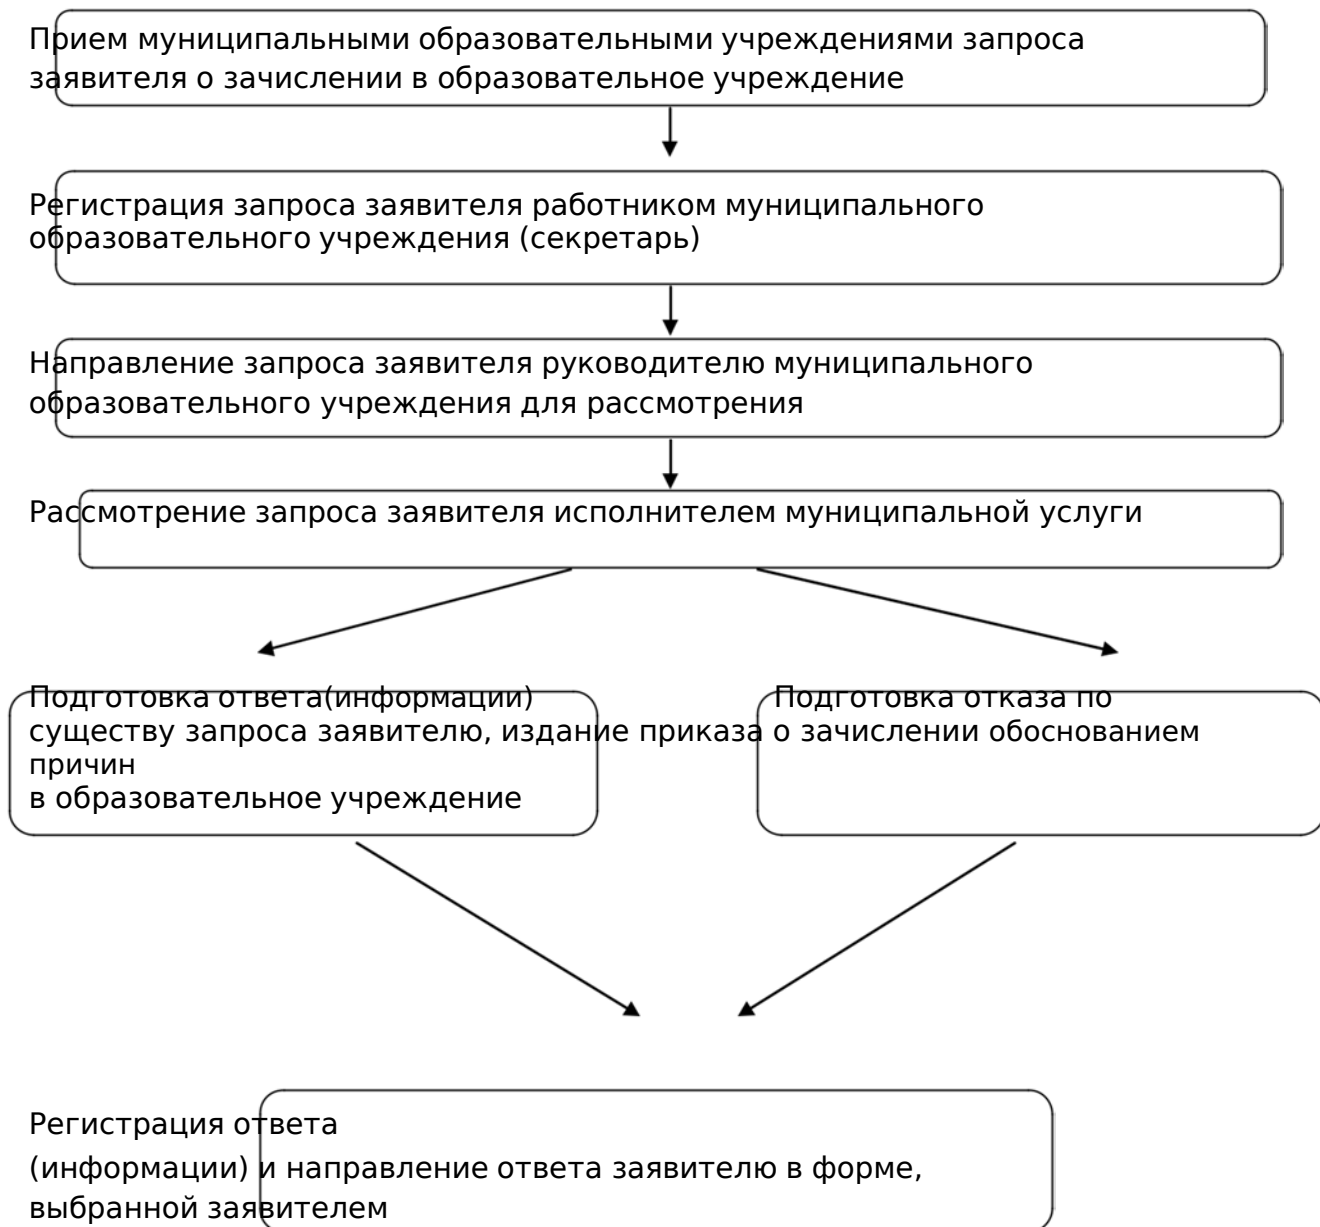 Прием муниципальными образовательными учреждениями запроса
заявителя о зачислении в образовательное учреждение
Регистрация запроса заявителя работником муниципального
образовательного учреждения (секретарь)
Направление запроса заявителя руководителю муниципального
образовательного учреждения для рассмотрения
Рассмотрение запроса заявителя исполнителем муниципальной услуги
Подготовка ответа(информации) Подготовка отказа по
существу запроса заявителю, издание приказа о зачислении обоснованием
причин
в образовательное учреждение
Регистрация ответа
(информации) и направление ответа заявителю в форме,
выбранной заявителем